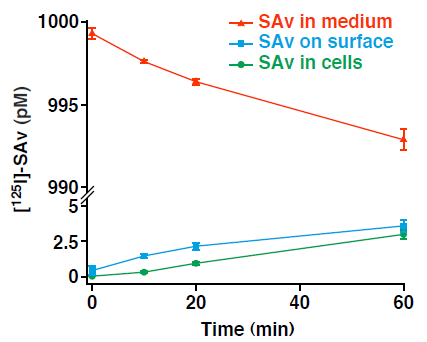 1000
995
990
5
2.5
0
[¹²⁵I]-SAv (pM)
SAv in medium
SAv on surface
SAv in cells
0
20
40
60
Time (min)